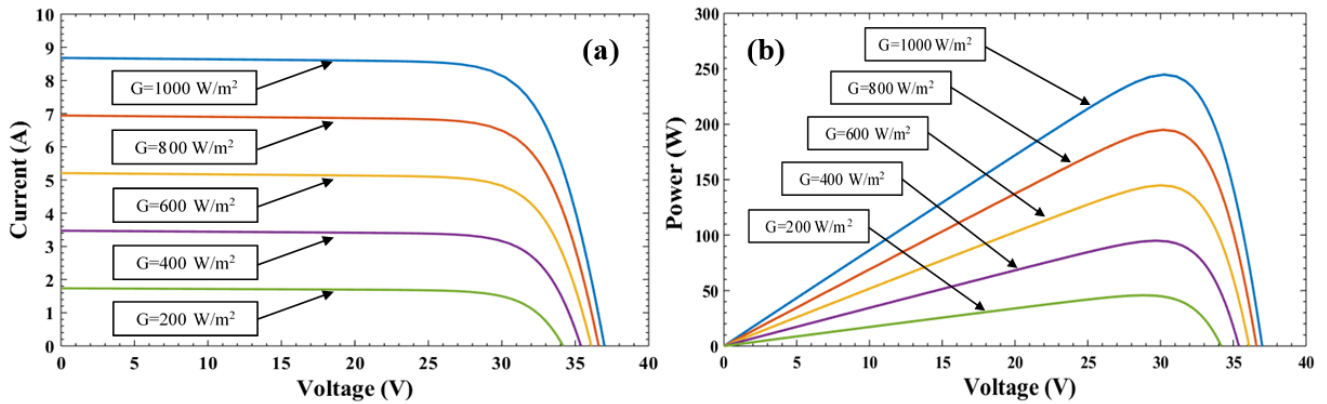 (a)
Current (A)
10
9
8
7
6
5
4
3
2
1
0
G=1000 W/m²
G=800 W/m²
G=600 W/m²
G=400 W/m²
G=200 W/m²
0 5 10 15 20 25 30 35 40
Voltage (V)
(b)
Power (W)
300
250
200
150
100
50
0
G=1000 W/m²
G=800 W/m²
G=600 W/m²
G=400 W/m²
G=200 W/m²
0 5 10 15 20 25 30 35 40
Voltage (V)